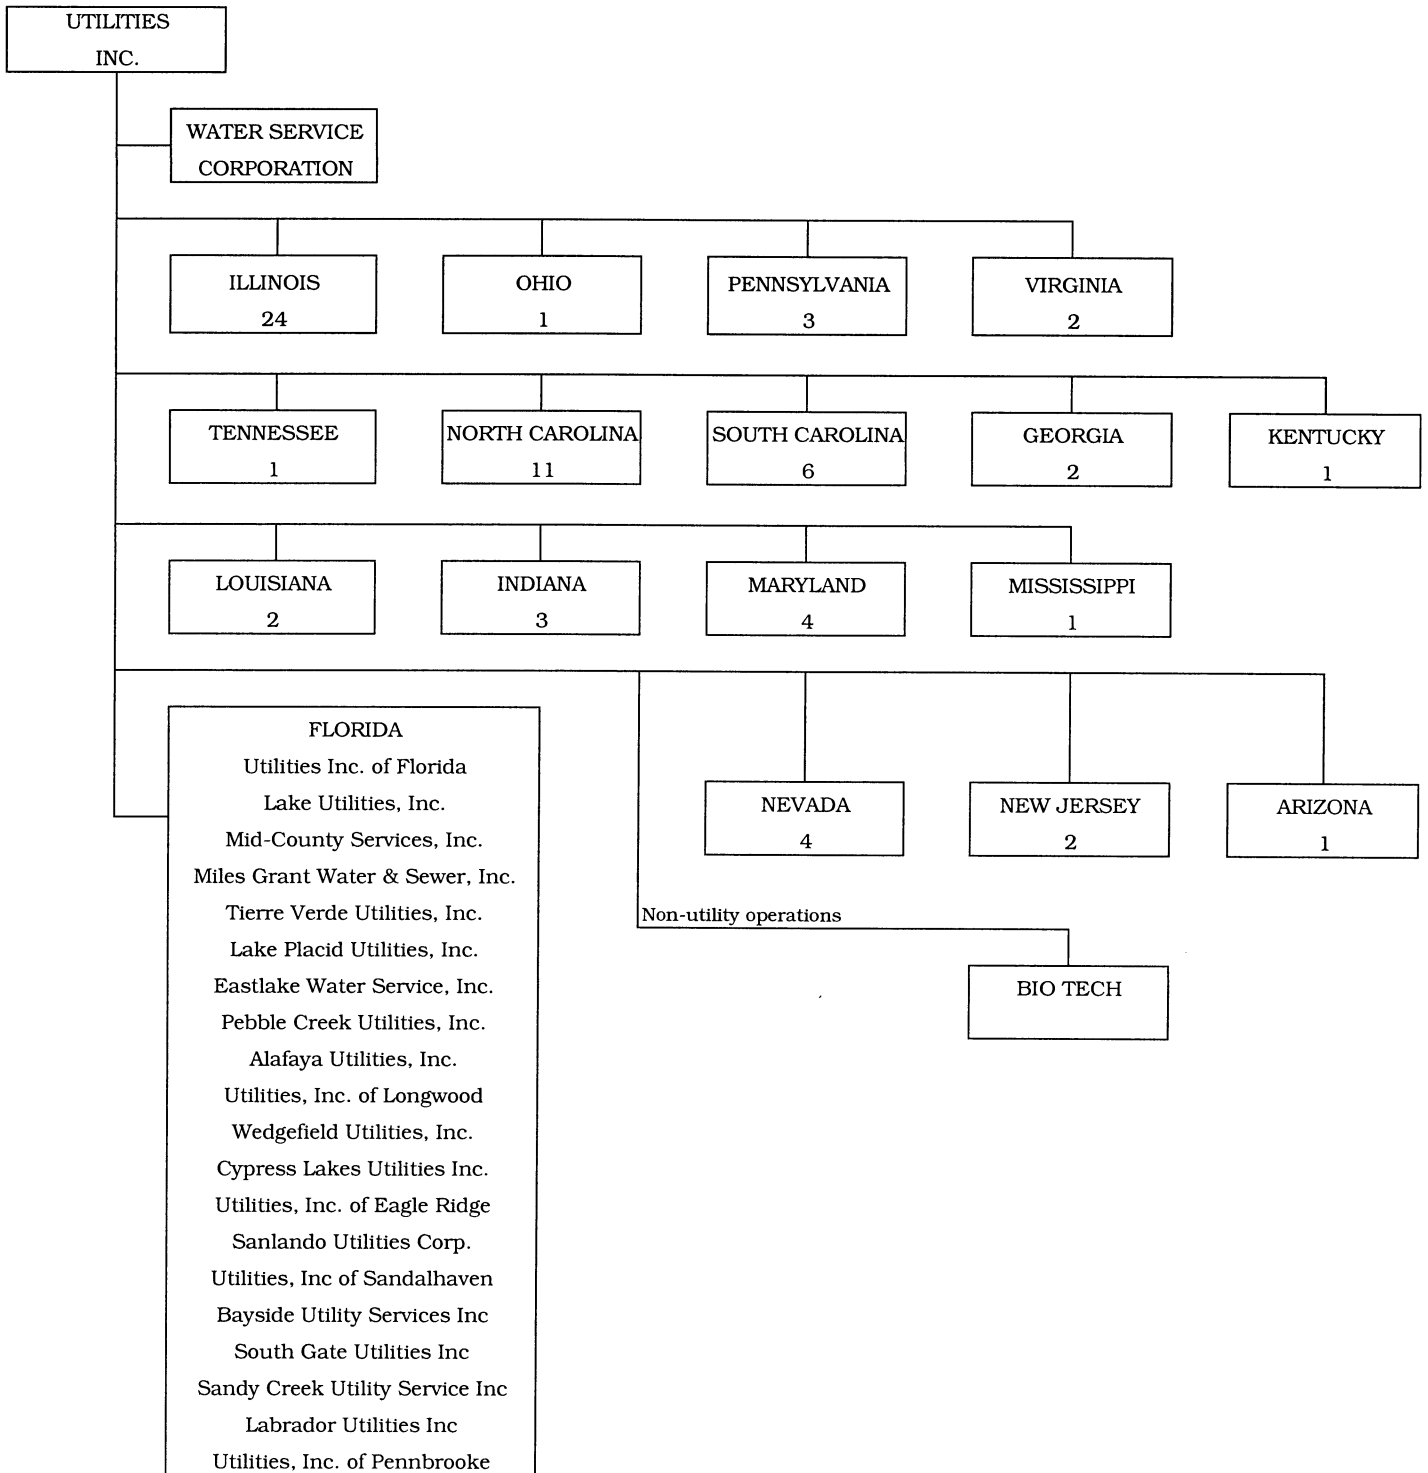 UTILITIES
INC.
WATER SERVICE
CORPORATION
ILLINOIS
24
OHIO
1
PENNSYLVANIA
3
VIRGINIA
2
TENNESSEE
1
NORTH CAROLINA
11
SOUTH CAROLINA
6
GEORGIA
2
KENTUCKY
1
LOUISIANA
2
INDIANA
3
MARYLAND
4
MISSISSIPPI
1
FLORIDA
Utilities Inc. of Florida
Lake Utilities, Inc.
Mid-County Services, Inc.
Miles Grant Water & Sewer, Inc.
Tierre Verde Utilities, Inc.
Lake Placid Utilities, Inc.
Eastlake Water Service, Inc.
Pebble Creek Utilities, Inc.
Alafaya Utilities, Inc.
Utilities, Inc. of Longwood
Wedgefield Utilities, Inc.
Cypress Lakes Utilities Inc.
Utilities, Inc. of Eagle Ridge
Sanlando Utilities Corp.
Utilities, Inc of Sandalhaven
Bayside Utility Services Inc
South Gate Utilities Inc
Sandy Creek Utility Service Inc
Labrador Utilities Inc
Utilities, Inc. of Pennbrooke
NEVADA
4
NEW JERSEY
2
ARIZONA
1
Non-utility operations
BIO TECH